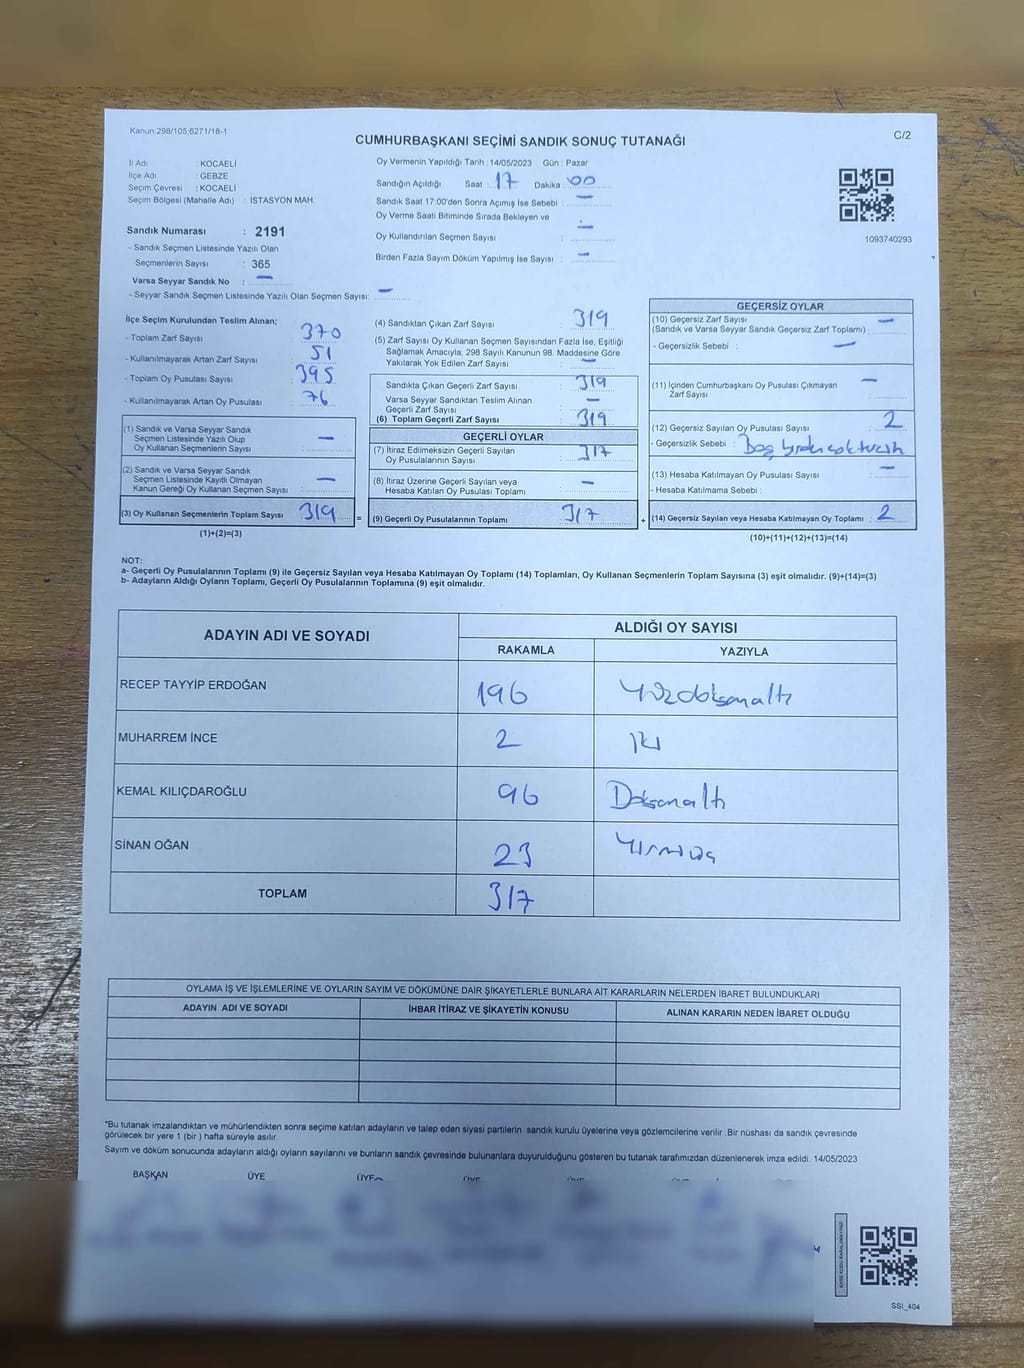 Kanun:298/105,6271/18-1
CUMHURBAŞKANI SEÇİMİ SANDIK SONUÇ TUTANAĞI
C/2
İl Adı : KOCAELİ
İlçe Adı : GEBZE
Seçim Çevresi : KOCAELİ
Seçim Bölgesi (Mahalle Adı) : İSTASYON MAH.
Oy Vermenin Yapıldığı Tarih : 14/05/2023 Gün : Pazar
Sandığın Açıldığı Saat : 17 Dakika : 00
Sandık Saat 17:00'den Sonra Açımış İse Sebebi : —
Oy Verme Saati Bitiminde Sırada Bekleyen ve
Oy Kullandırılan Seçmen Sayısı : —
Birden Fazla Sayım Döküm Yapılmış İse Sayısı : —
1093740293
Sandık Numarası : 2191
- Sandık Seçmen Listesinde Yazılı Olan
Seçmenlerin Sayısı : 365
Varsa Seyyar Sandık No : —
- Seyyar Sandık Seçmen Listesinde Yazılı Olan Seçmen Sayısı: —
İlçe Seçim Kurulundan Teslim Alınan;
- Toplam Zarf Sayısı : 370
- Kullanılmayarak Artan Zarf Sayısı : 51
- Toplam Oy Pusulası Sayısı : 395
- Kullanılmayarak Artan Oy Pusulası : 76
(1) Sandık ve Varsa Seyyar Sandık
Seçmen Listesinde Yazılı Olup
Oy Kullanan Seçmenlerin Sayısı : —
(2) Sandık ve Varsa Seyyar Sandık
Seçmen Listesinde Kayıtlı Olmayan
Kanun Gereği Oy Kullanan Seçmen Sayısı : —
(3) Oy Kullanan Seçmenlerin Toplam Sayısı : 319 =
(1)+(2)=(3)
(4) Sandıktan Çıkan Zarf Sayısı : 319
(5) Zarf Sayısı Oy Kullanan Seçmen Sayısından Fazla İse, Eşitliği
Sağlamak Amacıyla; 298 Sayılı Kanunun 98. Maddesine Göre
Yakılarak Yok Edilen Zarf Sayısı : —
Sandıkta Çıkan Geçerli Zarf Sayısı : 319
Varsa Seyyar Sandıktan Teslim Alınan
Geçerli Zarf Sayısı : —
(6) Toplam Geçerli Zarf Sayısı : 319
GEÇERLİ OYLAR
(7) İtiraz Edilmeksizin Geçerli Sayılan
Oy Pusulalarının Sayısı : 317
(8) İtiraz Üzerine Geçerli Sayılan veya
Hesaba Katılan Oy Pusulası Toplamı : —
(9) Geçerli Oy Pusulalarının Toplamı : 317 +
GEÇERSİZ OYLAR
(10) Geçersiz Zarf Sayısı —
(Sandık ve Varsa Seyyar Sandık Geçersiz Zarf Toplamı) :
- Geçersizlik Sebebi : —
(11) İçinden Cumhurbaşkanı Oy Pusulası Çıkmayan —
Zarf Sayısı :
(12) Geçersiz Sayılan Oy Pusulası Sayısı : 2
- Geçersizlik Sebebi : Boş
(13) Hesaba Katılmayan Oy Pusulası Sayısı : —
- Hesaba Katılmama Sebebi :
(14) Geçersiz Sayılan veya Hesaba Katılmayan Oy Toplamı : 2
(10)+(11)+(12)+(13)=(14)
NOT:
a- Geçerli Oy Pusulalarının Toplamı (9) ile Geçersiz Sayılan veya Hesaba Katılmayan Oy Toplamı (14) Toplamları, Oy Kullanan Seçmenlerin Toplam Sayısına (3) eşit olmalıdır. (9)+(14)=(3)
b- Adayların Aldığı Oyların Toplamı, Geçerli Oy Pusulalarının Toplamına (9) eşit olmalıdır.
ADAYIN ADI VE SOYADI
ALDIĞI OY SAYISI
RAKAMLA YAZIYLA
RECEP TAYYİP ERDOĞAN 196 Yüzdoksanaltı
MUHARREM İNCE 2 İki
KEMAL KILIÇDAROĞLU 96 Doksanaltı
SİNAN OĞAN 23 Yirmiüç
TOPLAM 317
OYLAMA İŞ VE İŞLEMLERİNE VE OYLARIN SAYIM VE DÖKÜMÜNE DAİR ŞİKAYETLERLE BUNLARA AİT KARARLARIN NELERDEN İBARET BULUNDUKLARI
ADAYIN ADI VE SOYADI İHBAR İTİRAZ VE ŞİKAYETİN KONUSU ALINAN KARARIN NEDEN İBARET OLDUĞU
*Bu tutanak imzalandıktan ve mühürlendikten sonra seçime katılan adayların ve talep eden siyasi partilerin sandık kurulu üyelerine veya gözlemcilerine verilir. Bir nüshası da sandık çevresinde
görülecek bir yere 1 (bir) hafta süreyle asılır.
Sayım ve döküm sonucunda adayların aldığı oyların sayılarını ve bunların sandık çevresinde bulunanlara duyurulduğunu gösteren bu tutanak tarafımızdan düzenlenerek imza edildi. 14/05/2023
BAŞKAN ÜYE ÜYE ÜYE ÜYE
SSI_404